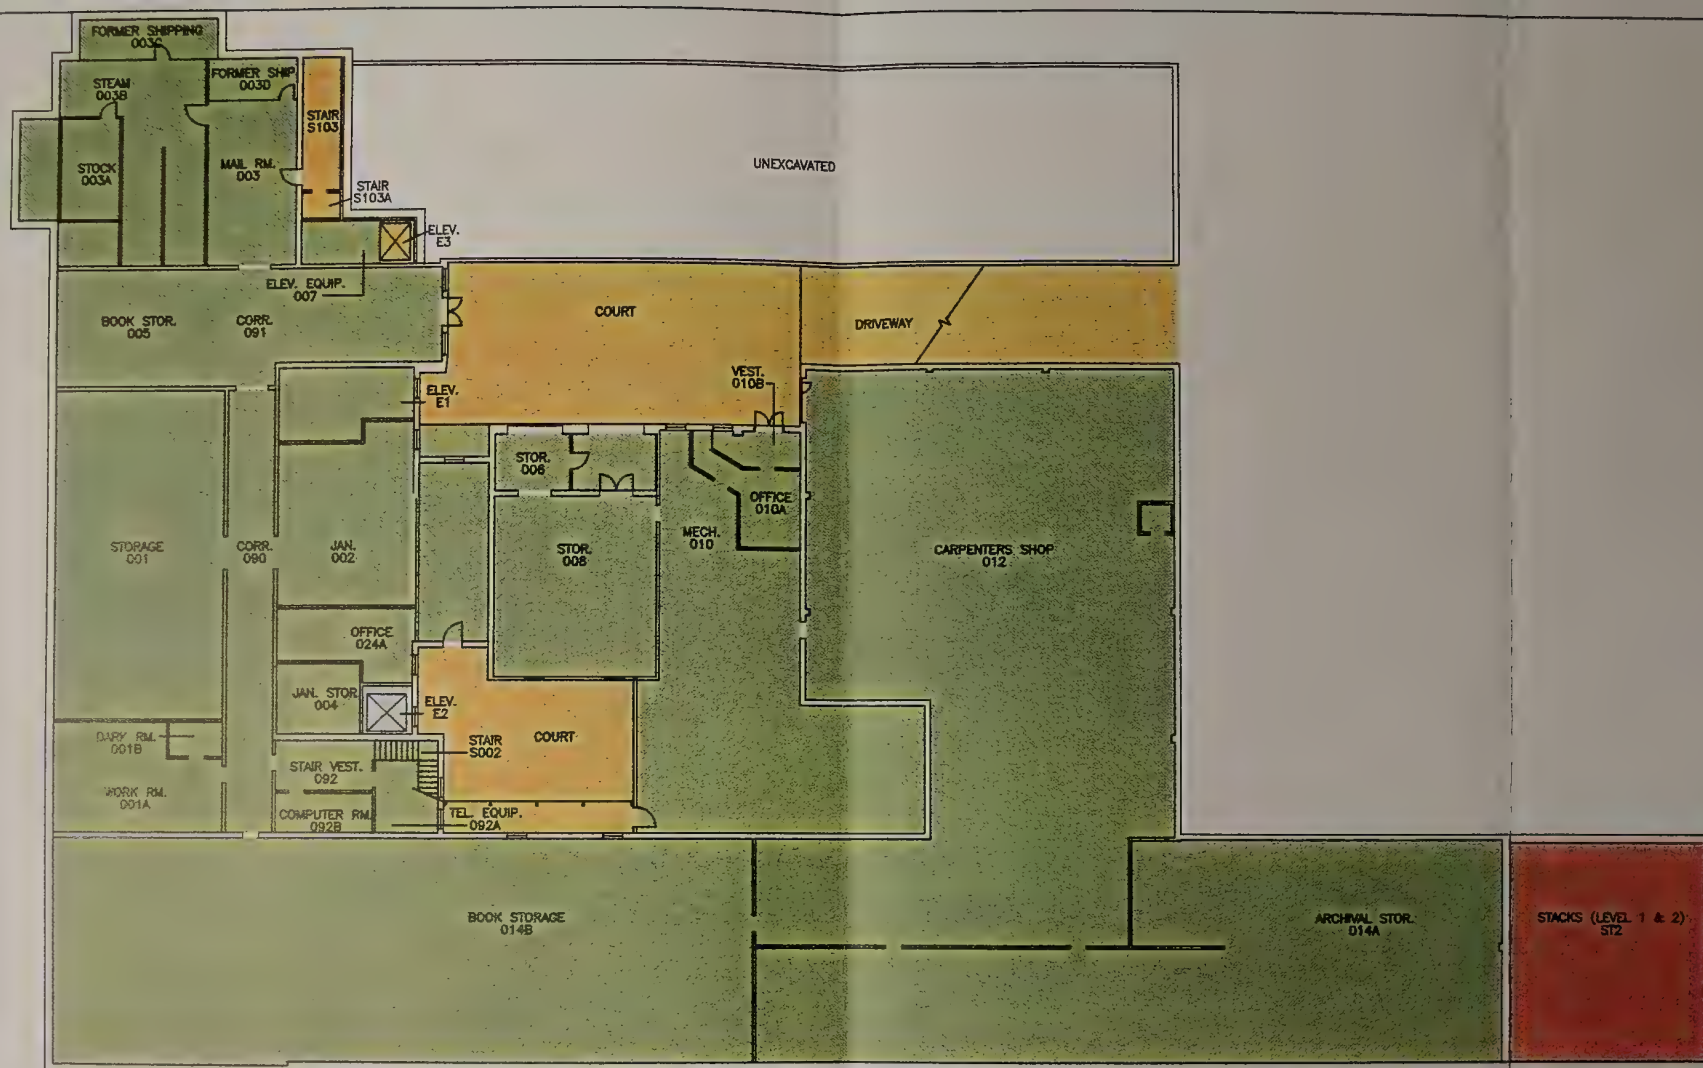 FORMER SHIPPING
003C
STEAM
003B
FORMER SHIP.
003D
STAIR
S103
STOCK
003A
MAIL RM.
003
STAIR
S103A
UNEXCAVATED
ELEV.
E3
ELEV. EQUIP.
007
BOOK STOR.
005
CORR.
091
COURT
DRIVEWAY
VEST.
010B
ELEV.
E1
STOR.
006
OFFICE
010A
STORAGE
001
CORR.
090
JAN.
002
STOR.
008
MECH.
010
CARPENTERS SHOP
012
OFFICE
024A
JAN. STOR.
004
ELEV.
E2
DARK RM.
001B
STAIR
S002
COURT
STAIR VEST.
092
WORK RM.
001A
COMPUTER RM.
092B
TEL. EQUIP.
092A
BOOK STORAGE
014B
ARCHIVAL STOR.
014A
STACKS (LEVEL 1 & 2)
ST2